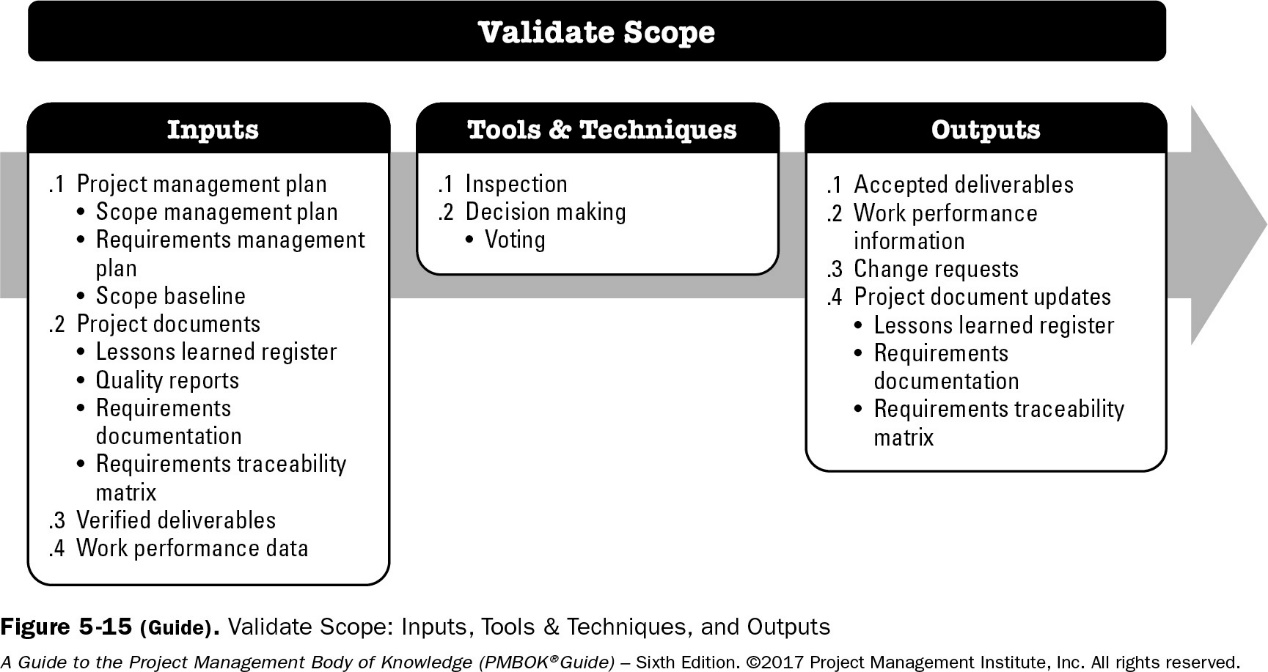 Validate Scope
Inputs
.1 Project management plan
• Scope management plan
• Requirements management
plan
• Scope baseline
.2 Project documents
• Lessons learned register
• Quality reports
• Requirements
documentation
• Requirements traceability
matrix
.3 Verified deliverables
.4 Work performance data
Tools & Techniques
.1 Inspection
.2 Decision making
• Voting
Outputs
.1 Accepted deliverables
.2 Work performance
information
.3 Change requests
.4 Project document updates
• Lessons learned register
• Requirements
documentation
• Requirements traceability
matrix
Figure 5-15 (Guide). Validate Scope: Inputs, Tools & Techniques, and Outputs
A Guide to the Project Management Body of Knowledge (PMBOK® Guide) – Sixth Edition. ©2017 Project Management Institute, Inc. All rights reserved.